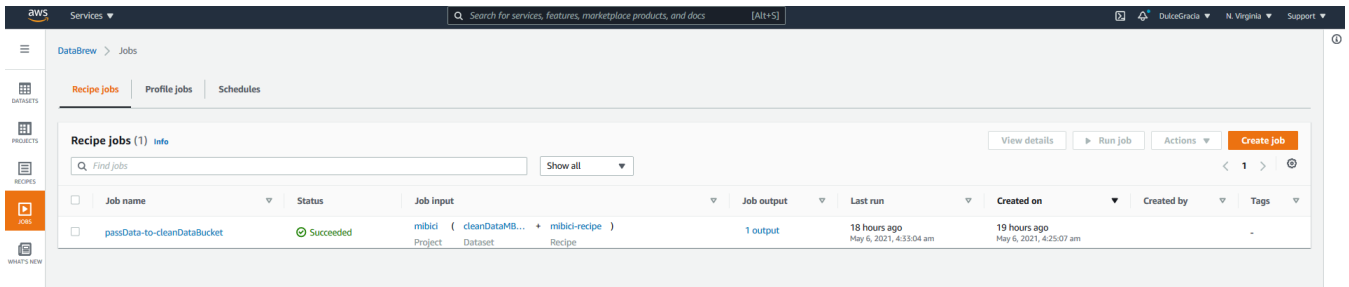 aws Services ▼ Search for services, features, marketplace products, and docs [Alt+S] DulceGracia ▼ N. Virginia ▼ Support ▼
DataBrew > Jobs
DATASETS
PROJECTS
RECIPES
JOBS
WHAT'S NEW
Recipe jobs Profile jobs Schedules
Recipe jobs (1) Info View details Run job Actions ▼ Create job
Find jobs Show all ▼ < 1 >
Job name Status Job input Job output Last run Created on Created by Tags
passData-to-cleanDataBucket Succeeded mibici ( cleanDataMB... + mibici-recipe ) 1 output 18 hours ago 19 hours ago -
Project Dataset Recipe May 6, 2021, 4:33:04 am May 6, 2021, 4:25:07 am